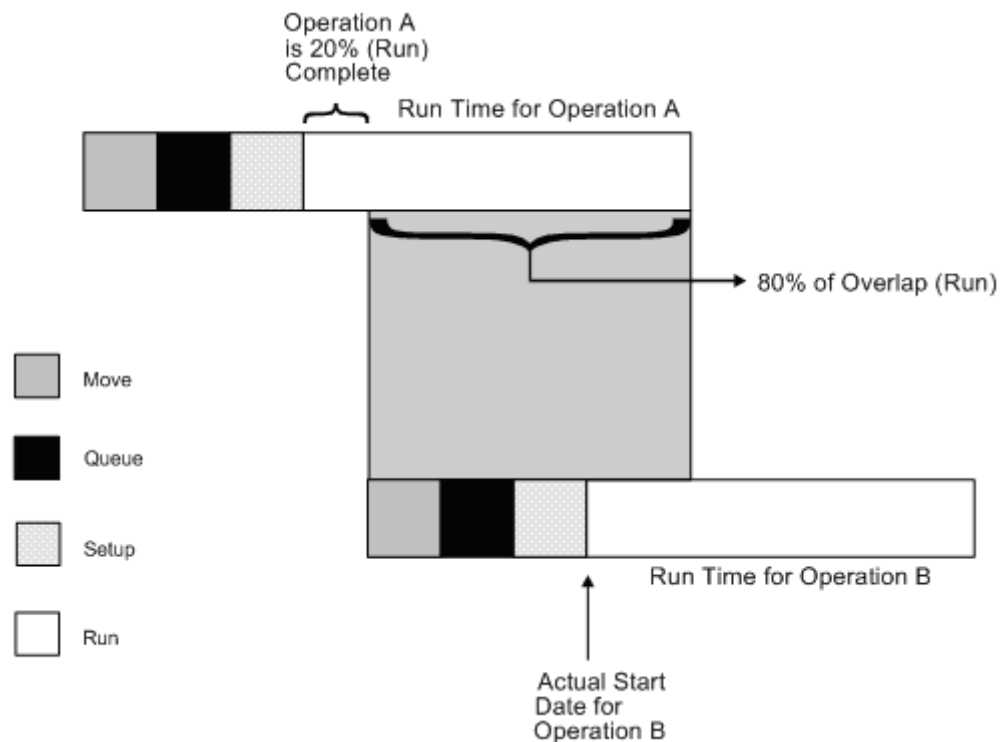 Operation A
is 20% (Run)
Complete
Run Time for Operation A
80% of Overlap (Run)
Move
Queue
Setup
Run
Run Time for Operation B
Actual Start
Date for
Operation B